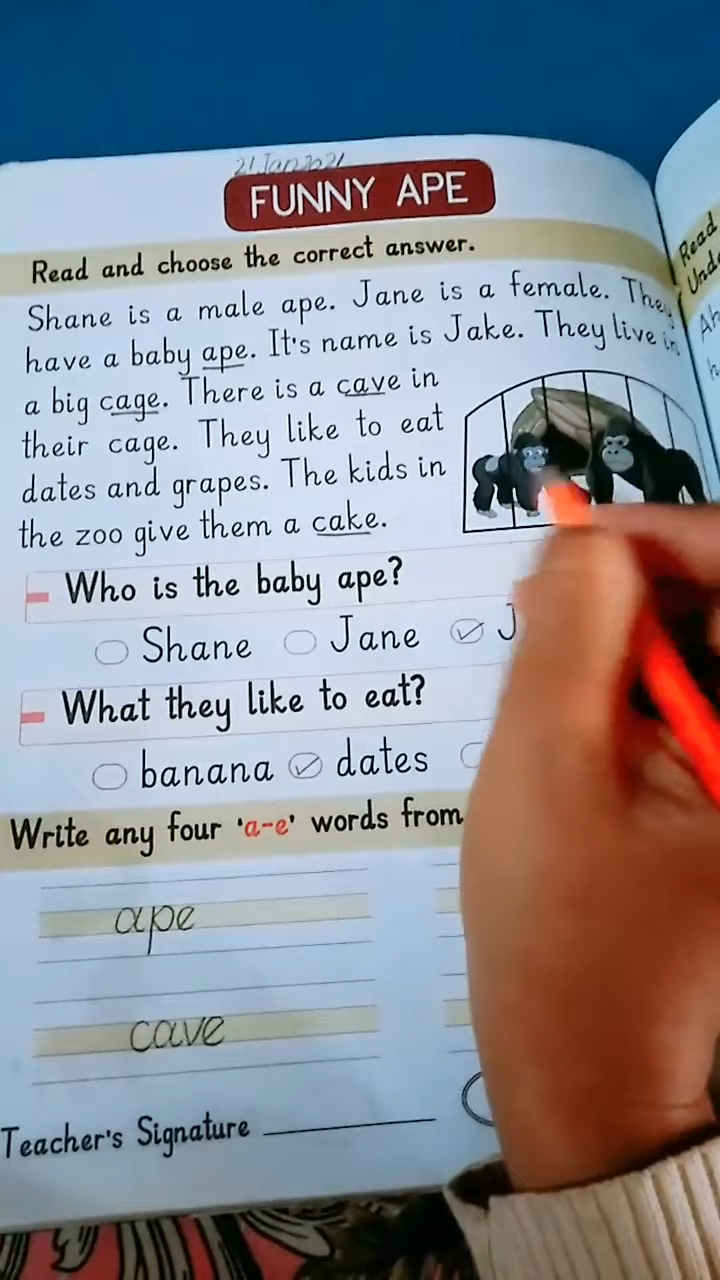 21 Jan 2021
FUNNY APE
Read and choose the correct answer.
Shane is a male ape. Jane is a female. They
have a baby ape. It's name is Jake. They live in
a big cage. There is a cave in
their cage. They like to eat
dates and grapes. The kids in
the zoo give them a cake.
Who is the baby ape?
Shane Jane J
What they like to eat?
banana dates
Write any four 'a-e' words from
ape
cave
Teacher's Signature
Read